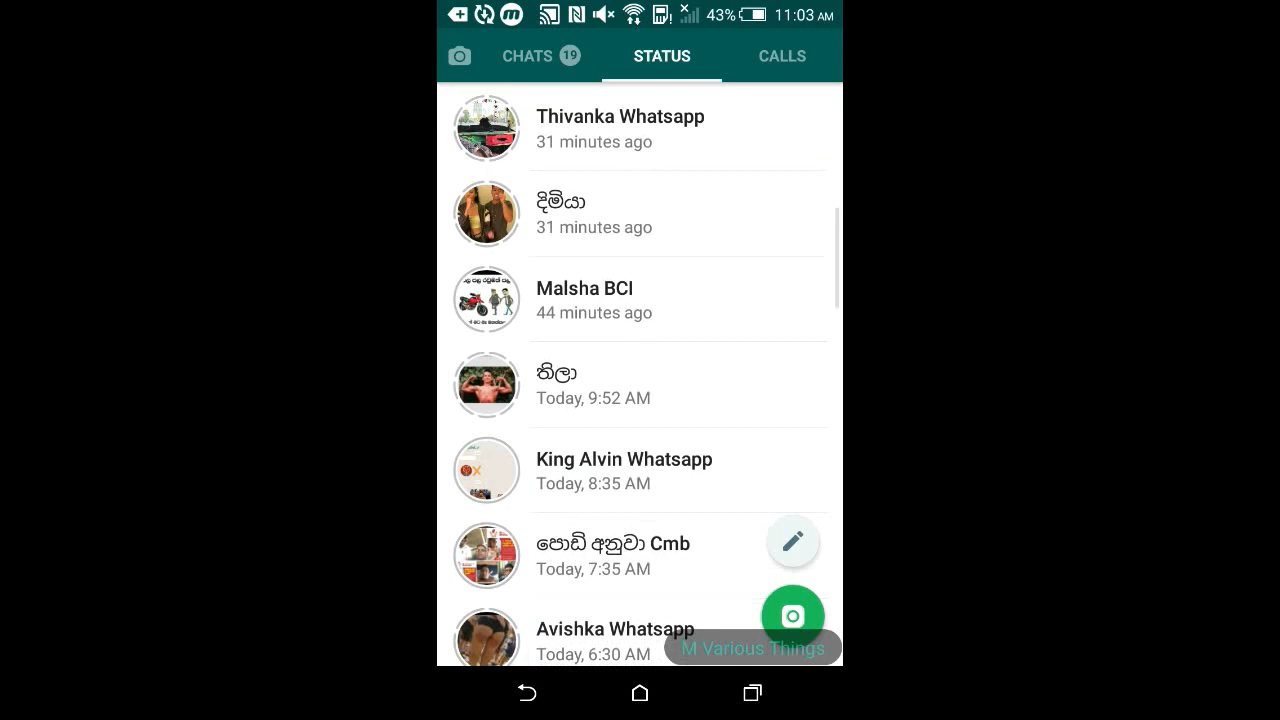 43% 11:03 AM
CHATS 19 STATUS CALLS
Thivanka Whatsapp
31 minutes ago
දිමියා
31 minutes ago
Malsha BCI
44 minutes ago
තිලා
Today, 9:52 AM
King Alvin Whatsapp
Today, 8:35 AM
පොඩි අනුවා Cmb
Today, 7:35 AM
Avishka Whatsapp
Today, 6:30 AM
M Various Things